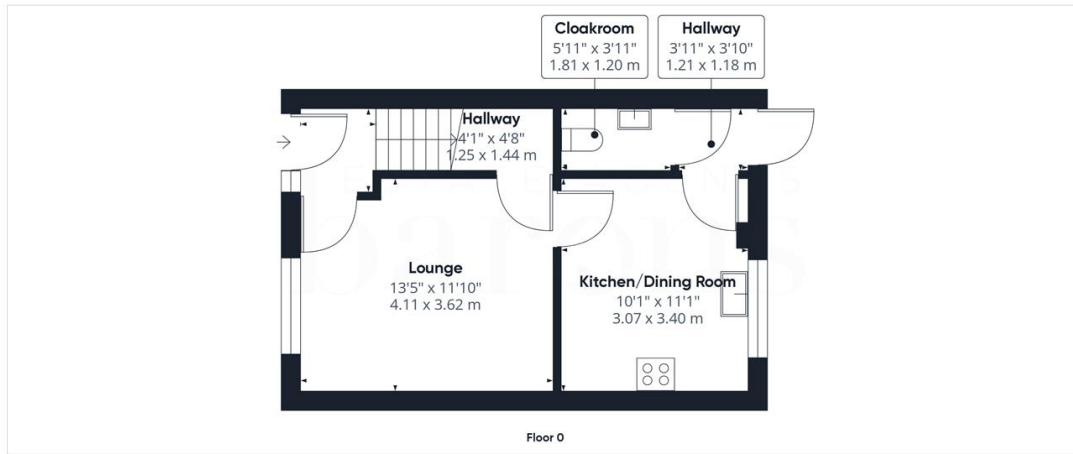 Cloakroom
5'11" x 3'11"
1.81 x 1.20 m
Hallway
3'11" x 3'10"
1.21 x 1.18 m
Hallway
4'1" x 4'8"
1.25 x 1.44 m
Lounge
13'5" x 11'10"
4.11 x 3.62 m
Kitchen/Dining Room
10'1" x 11'1"
3.07 x 3.40 m
barons
Floor 0